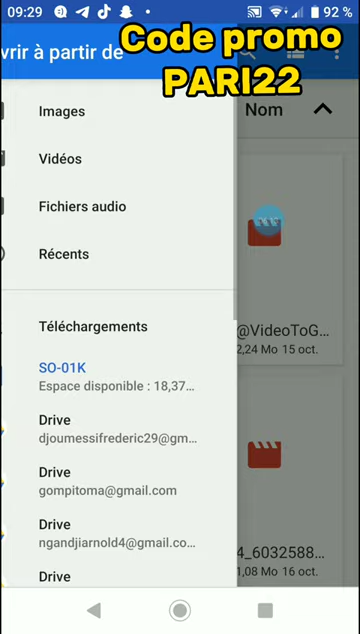 09:29
92 %
vrir à partir de
Code promo
PARI22
Images
Nom
Vidéos
Fichiers audio
Récents
@VideoToG...
2,24 Mo 15 oct.
Téléchargements
SO-01K
Espace disponible : 18,37...
Drive
djoumessifrederic29@gm...
Drive
gompitoma@gmail.com
Drive
ngandjiarnold4@gmail.co...
4_6032588...
1,08 Mo 16 oct.
Drive